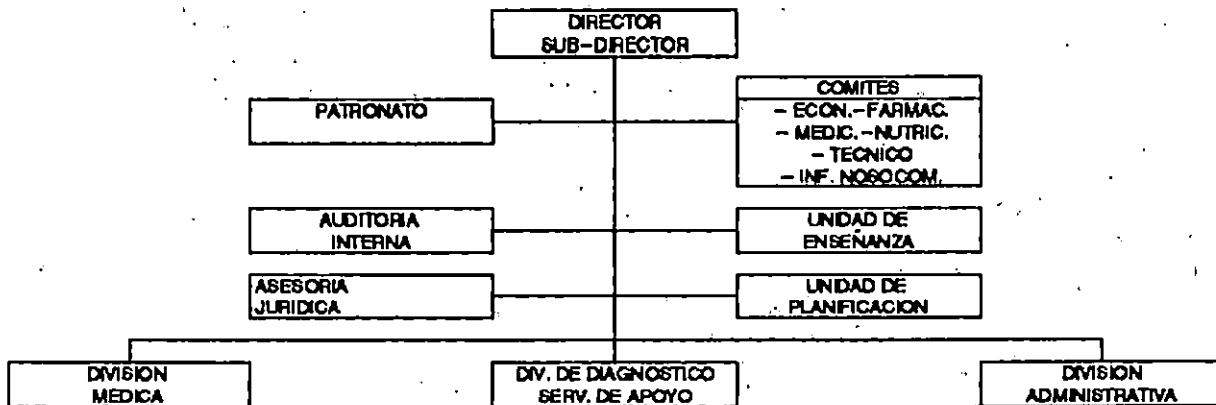 DIRECTOR
SUB-DIRECTOR
PATRONATO
COMITES
- ECON.-FARMAC.
- MEDIC.-NUTRIC.
- TECNICO
- INF. NOSOCOM.
AUDITORIA
INTERNA
UNIDAD DE
ENSEÑANZA
ASESORIA
JURIDICA
UNIDAD DE
PLANIFICACION
DIVISION
MEDICA
DIV. DE DIAGNOSTICO
SERV. DE APOYO
DIVISION
ADMINISTRATIVA